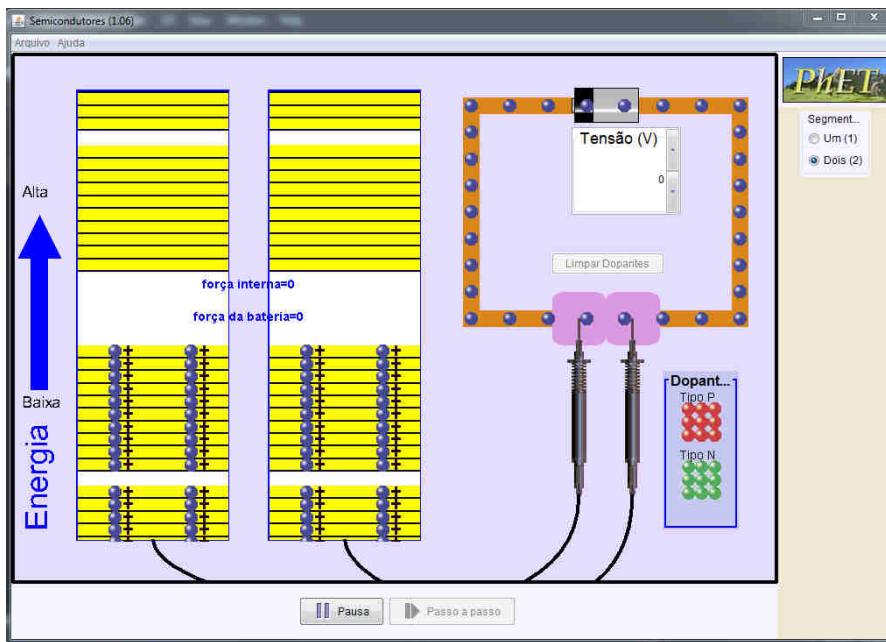 Semicondutores (1.06)
Arquivo Ajuda
Alta
Baixa
Energia
força interna=0
força da bateria=0
Tensão (V)
0
Limpar Dopantes
Dopant...
Tipo P
Tipo N
PhET
Segment...
Um (1)
Dois (2)
Pausa
Passo a passo